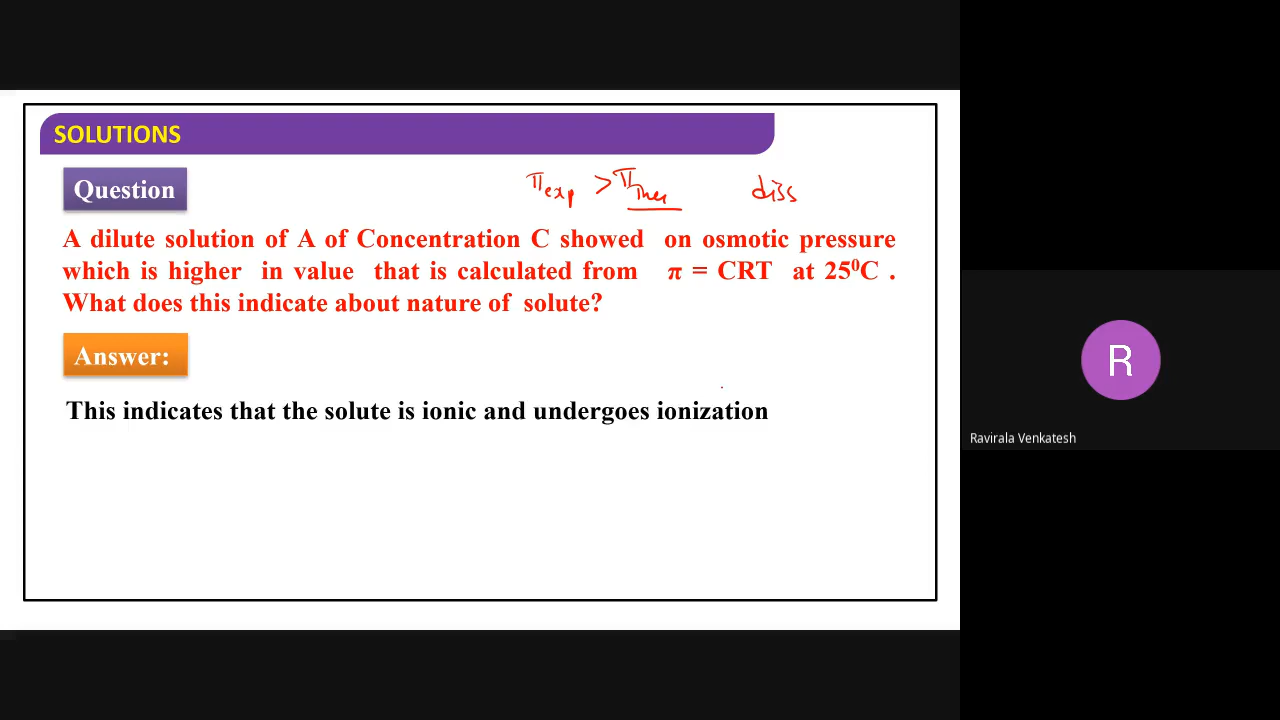 SOLUTIONS
Question
π exp > π The diss
A dilute solution of A of Concentration C showed on osmotic pressure
which is higher in value that is calculated from π = CRT at 25⁰C .
What does this indicate about nature of solute?
Answer:
This indicates that the solute is ionic and undergoes ionization
R
Ravirala Venkatesh